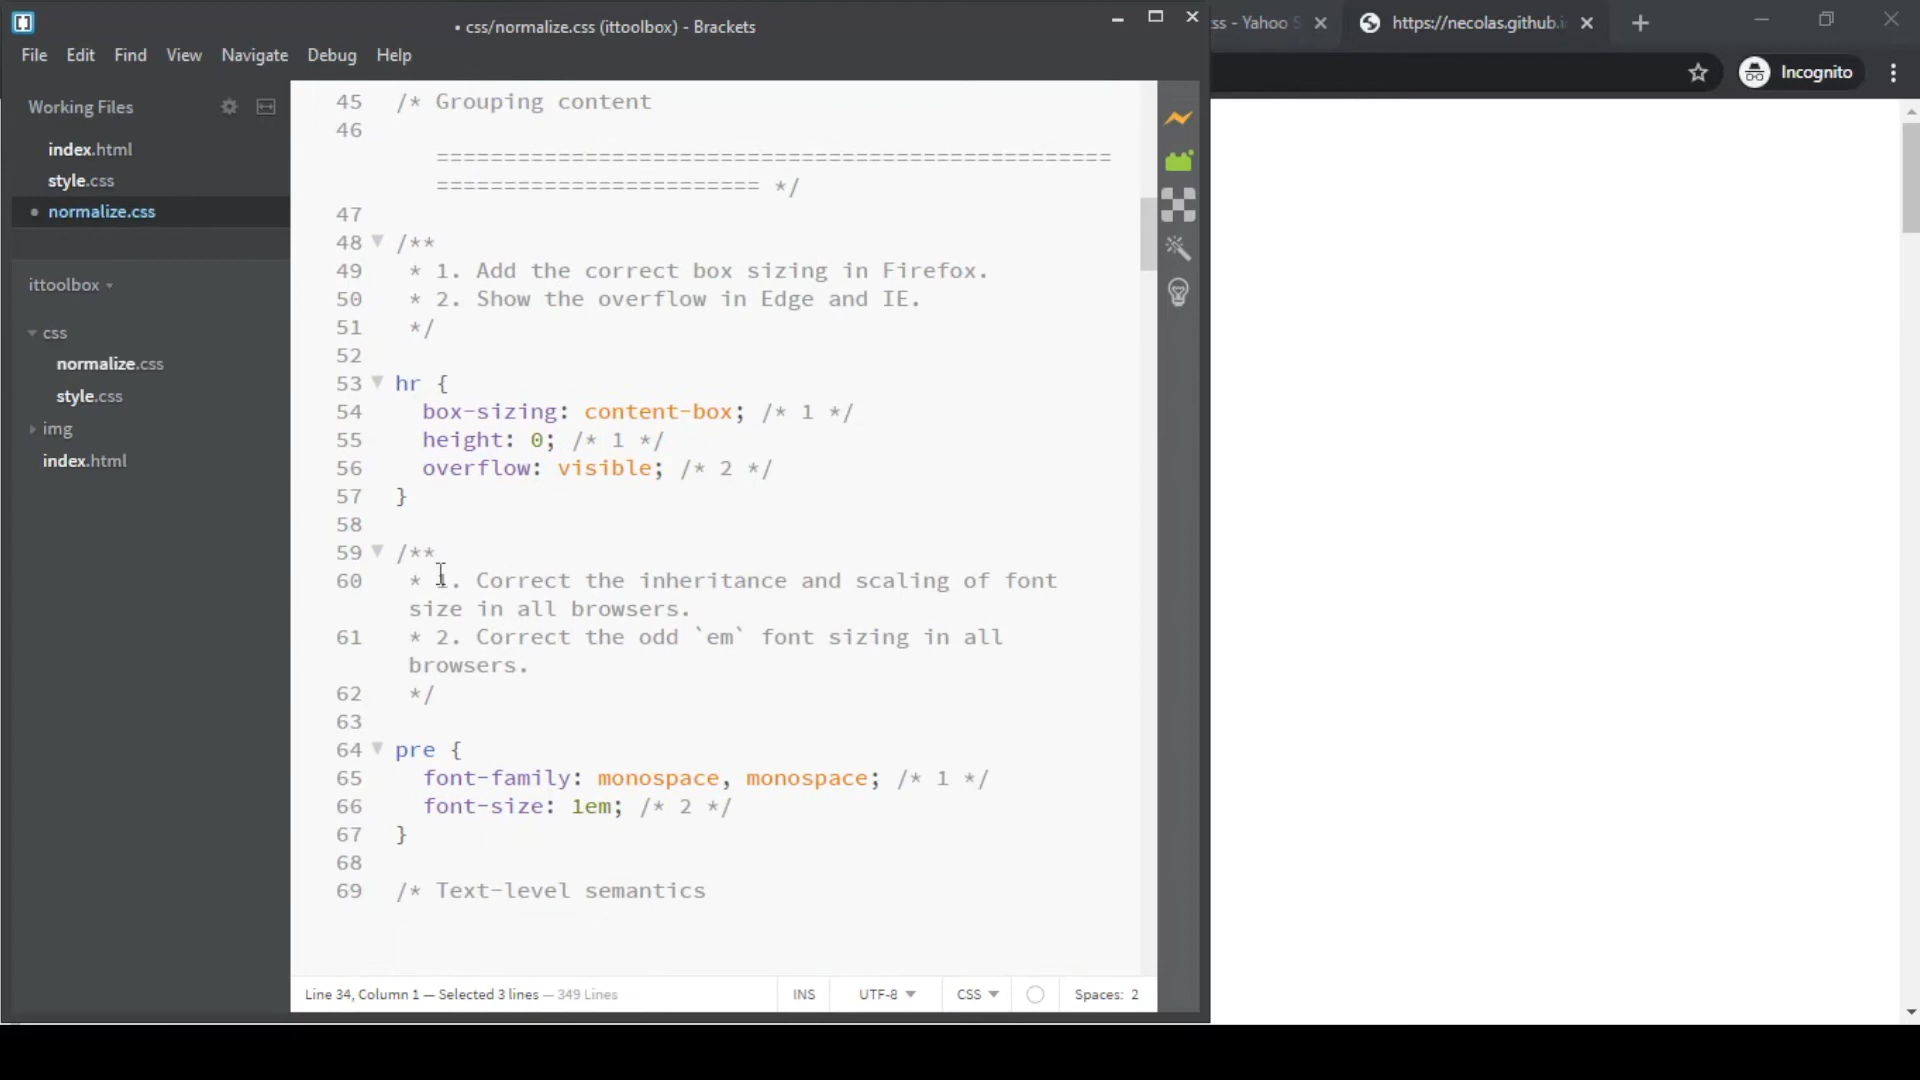 • css/normalize.css (ittoolbox) - Brackets
ss - Yahoo S
https://necolas.github.i
File Edit Find View Navigate Debug Help
Incognito
Working Files
index.html
style.css
• normalize.css
ittoolbox
css
normalize.css
style.css
img
index.html
45 /* Grouping content
46
==================================================
======================== */
47
48 /**
49 * 1. Add the correct box sizing in Firefox.
50 * 2. Show the overflow in Edge and IE.
51 */
52
53 hr {
54 box-sizing: content-box; /* 1 */
55 height: 0; /* 1 */
56 overflow: visible; /* 2 */
57 }
58
59 /**
60 * 1. Correct the inheritance and scaling of font
size in all browsers.
61 * 2. Correct the odd `em` font sizing in all
browsers.
62 */
63
64 pre {
65 font-family: monospace, monospace; /* 1 */
66 font-size: 1em; /* 2 */
67 }
68
69 /* Text-level semantics
Line 34, Column 1 — Selected 3 lines — 349 Lines
INS UTF-8 CSS Spaces: 2